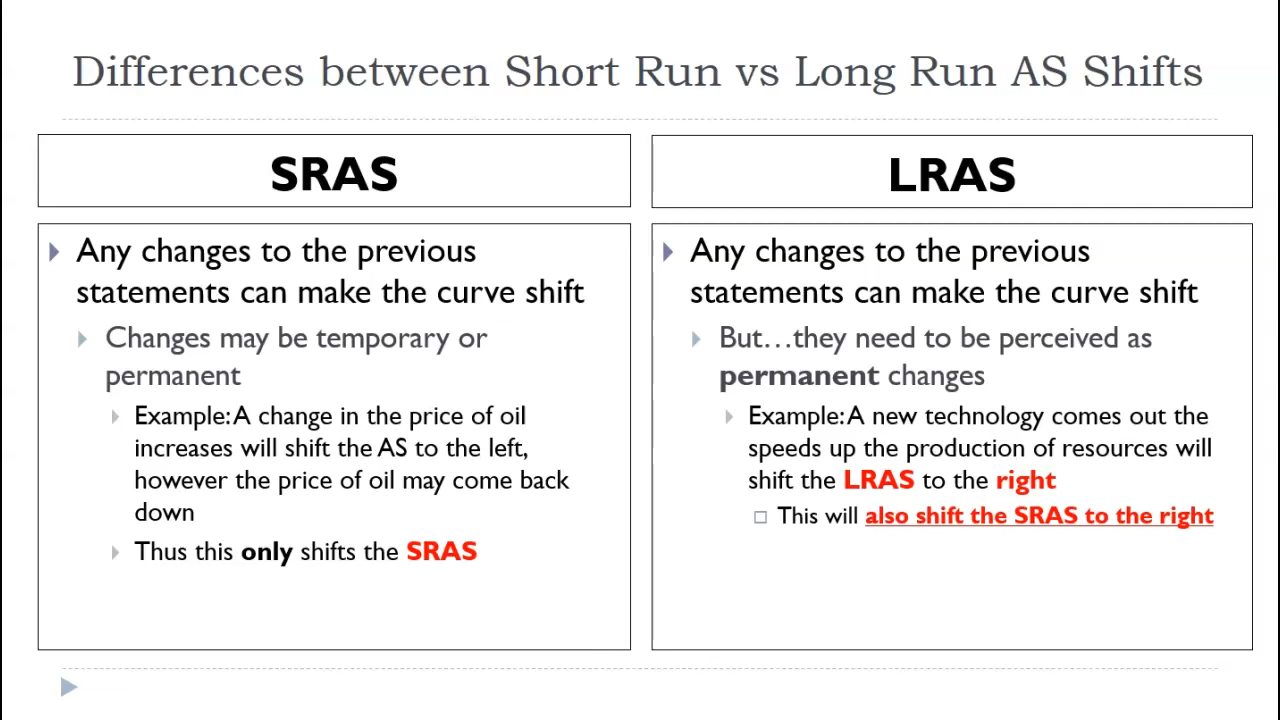 Differences between Short Run vs Long Run AS Shifts
SRAS
Any changes to the previous
statements can make the curve shift
Changes may be temporary or
permanent
Example: A change in the price of oil
increases will shift the AS to the left,
however the price of oil may come back
down
Thus this only shifts the SRAS
LRAS
Any changes to the previous
statements can make the curve shift
But...they need to be perceived as
permanent changes
Example: A new technology comes out the
speeds up the production of resources will
shift the LRAS to the right
This will also shift the SRAS to the right